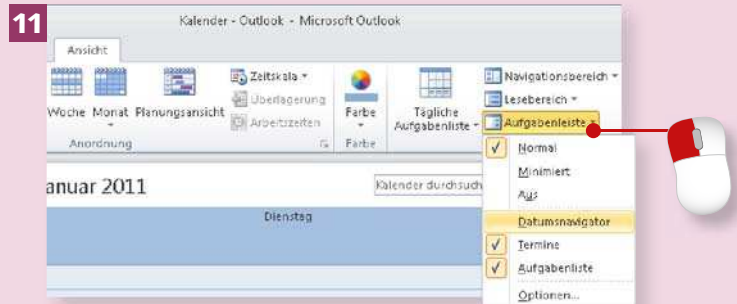 11
Kalender - Outlook - Microsoft Outlook
Ansicht
Woche Monat Planungsansicht
Zeitskala
Überlagerung
Arbeitszeiten
Farbe
Tägliche
Aufgabenliste
Navigationsbereich
Lesebereich
Aufgabenleiste
Anordnung
Farbe
Normal
Minimiert
Aus
Datumsnavigator
Termine
Aufgabenliste
Optionen...
anuar 2011
Kalender durchsuch
Dienstag